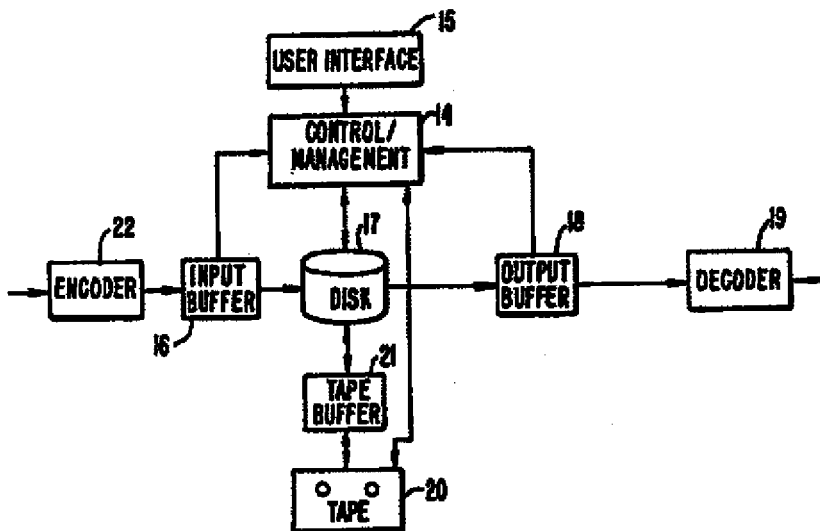 15
USER INTERFACE
14
CONTROL/
MANAGEMENT
22
ENCODER
INPUT
BUFFER
16
17
DISK
18
OUTPUT
BUFFER
19
DECODER
21
TAPE
BUFFER
TAPE
20